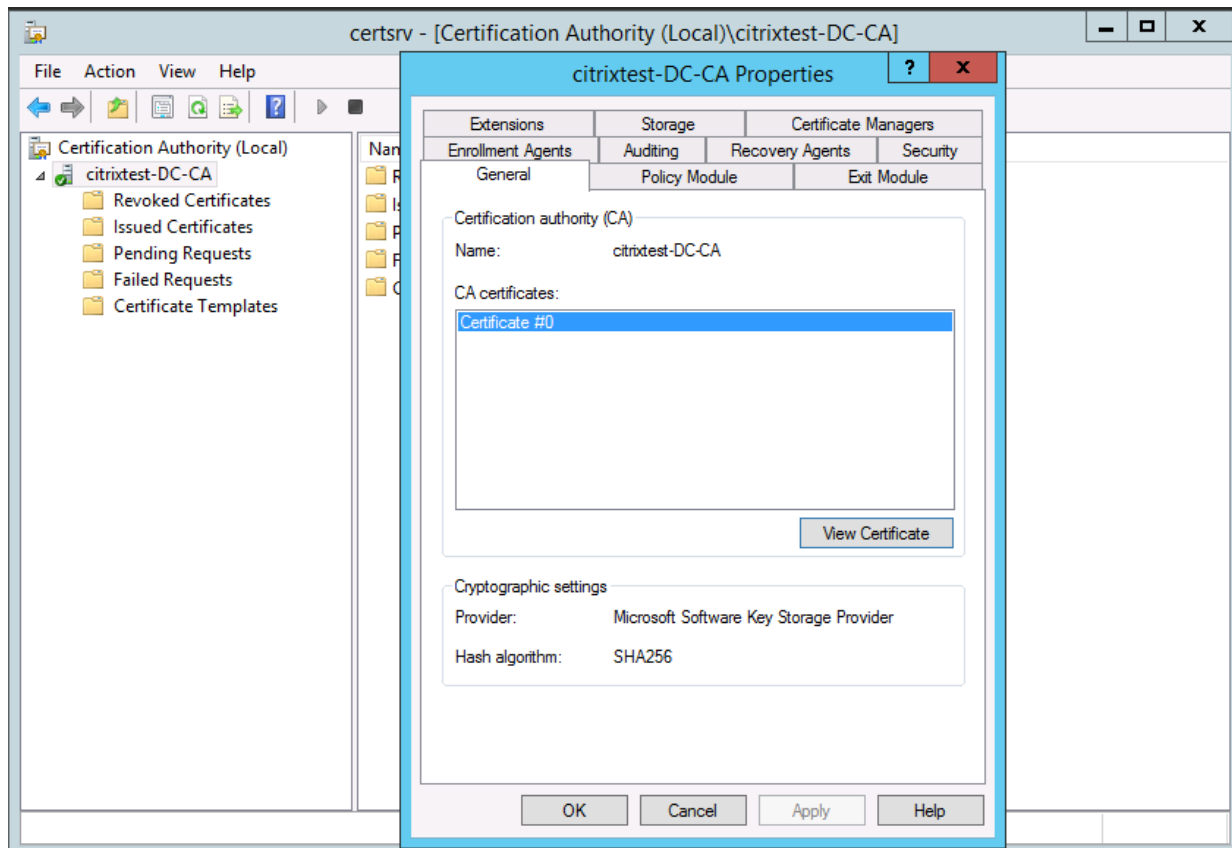 certsrv - [Certification Authority (Local)\citrixtest-DC-CA]
File Action View Help
Certification Authority (Local)
citrixtest-DC-CA
Revoked Certificates
Issued Certificates
Pending Requests
Failed Requests
Certificate Templates
citrixtest-DC-CA Properties
?
x
Extensions Storage Certificate Managers
Enrollment Agents Auditing Recovery Agents Security
General Policy Module Exit Module
Certification authority (CA)
Name: citrixtest-DC-CA
CA certificates:
Certificate #0
View Certificate
Cryptographic settings
Provider: Microsoft Software Key Storage Provider
Hash algorithm: SHA256
OK Cancel Apply Help